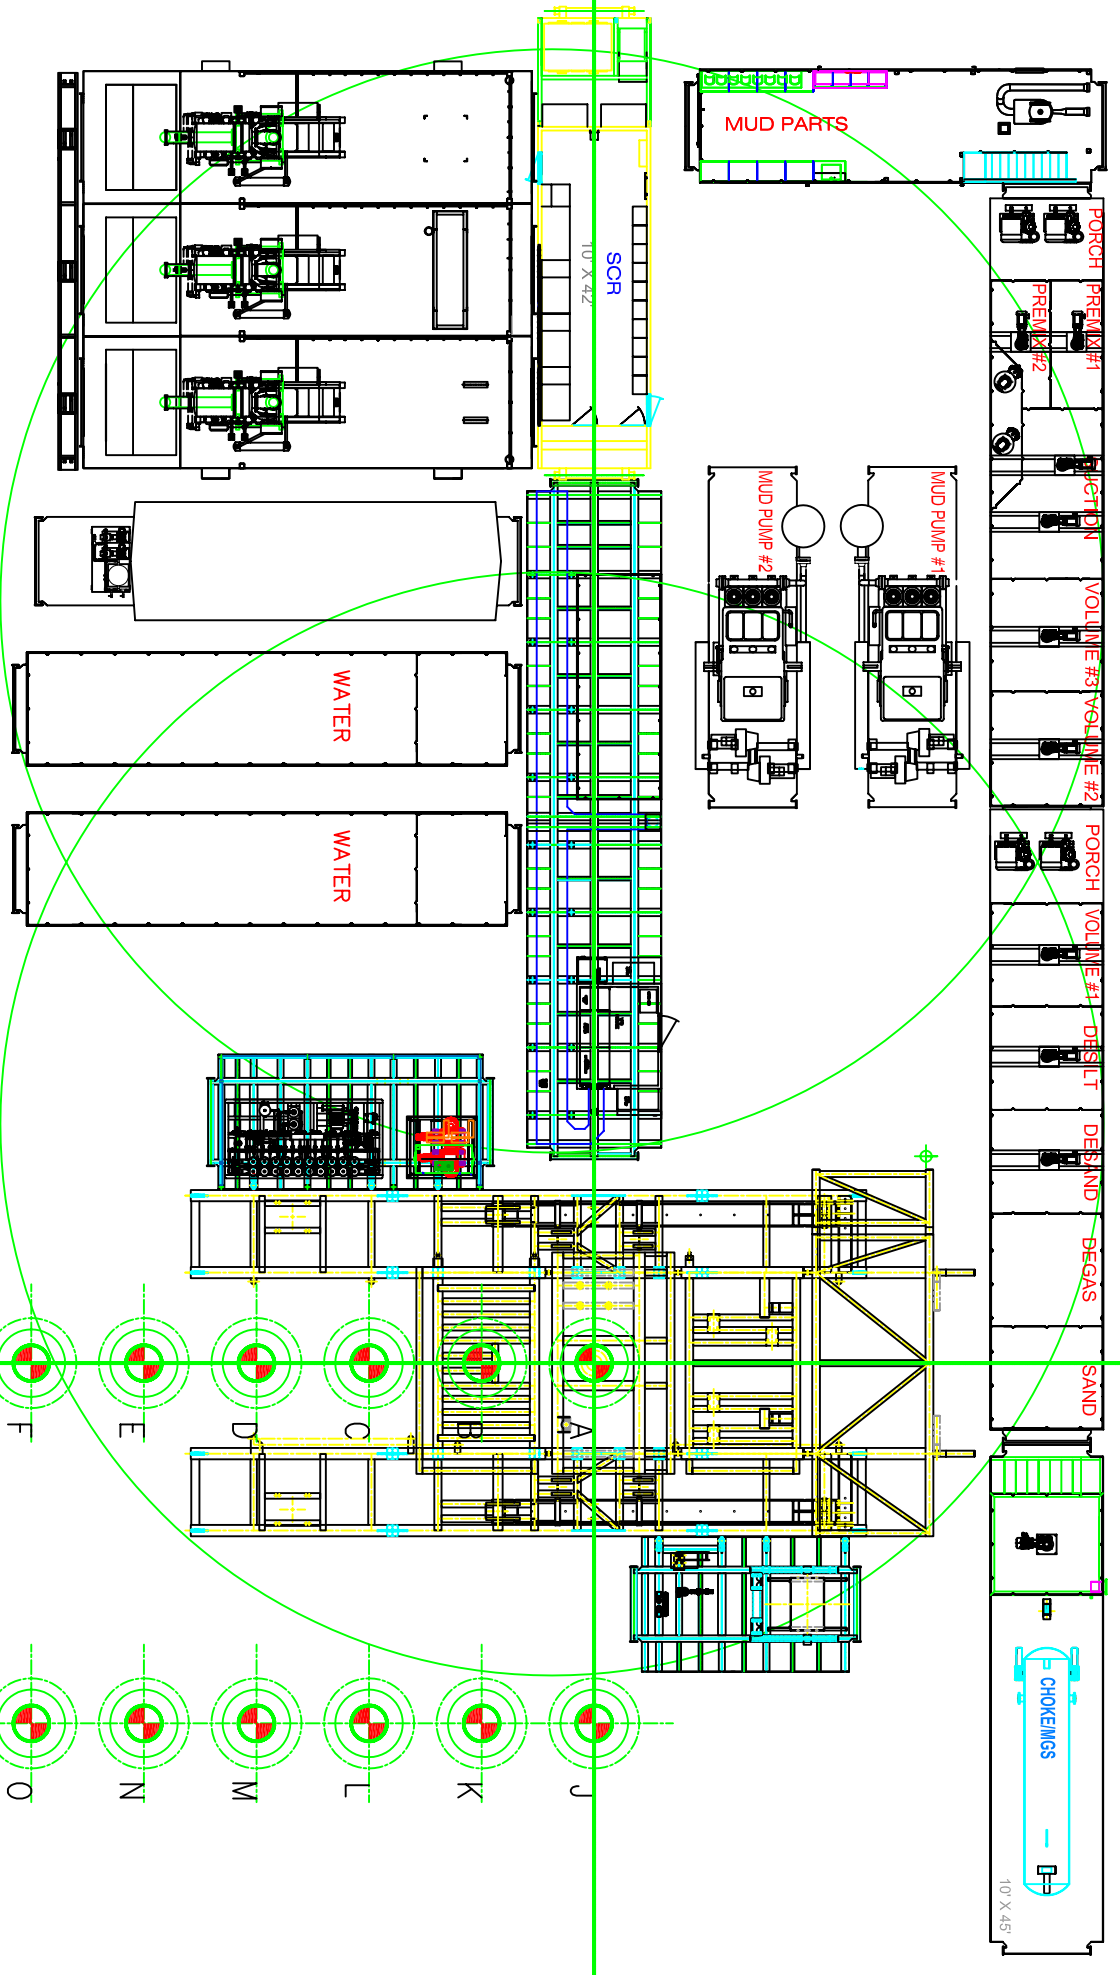 MUD PARTS
SCR
10' X 42'
PORCH
PREMIX #1
PREMIX #2
SUCTION
VOLUME #3
VOLUME #2
MUD PUMP #2
MUD PUMP #1
WATER
WATER
PORCH
VOLUME #1
DESILT
DESAND
DEGAS
SAND
F
E
D
C
B
A
CHOKE/MGS
10' X 45'
O
N
M
L
K
J